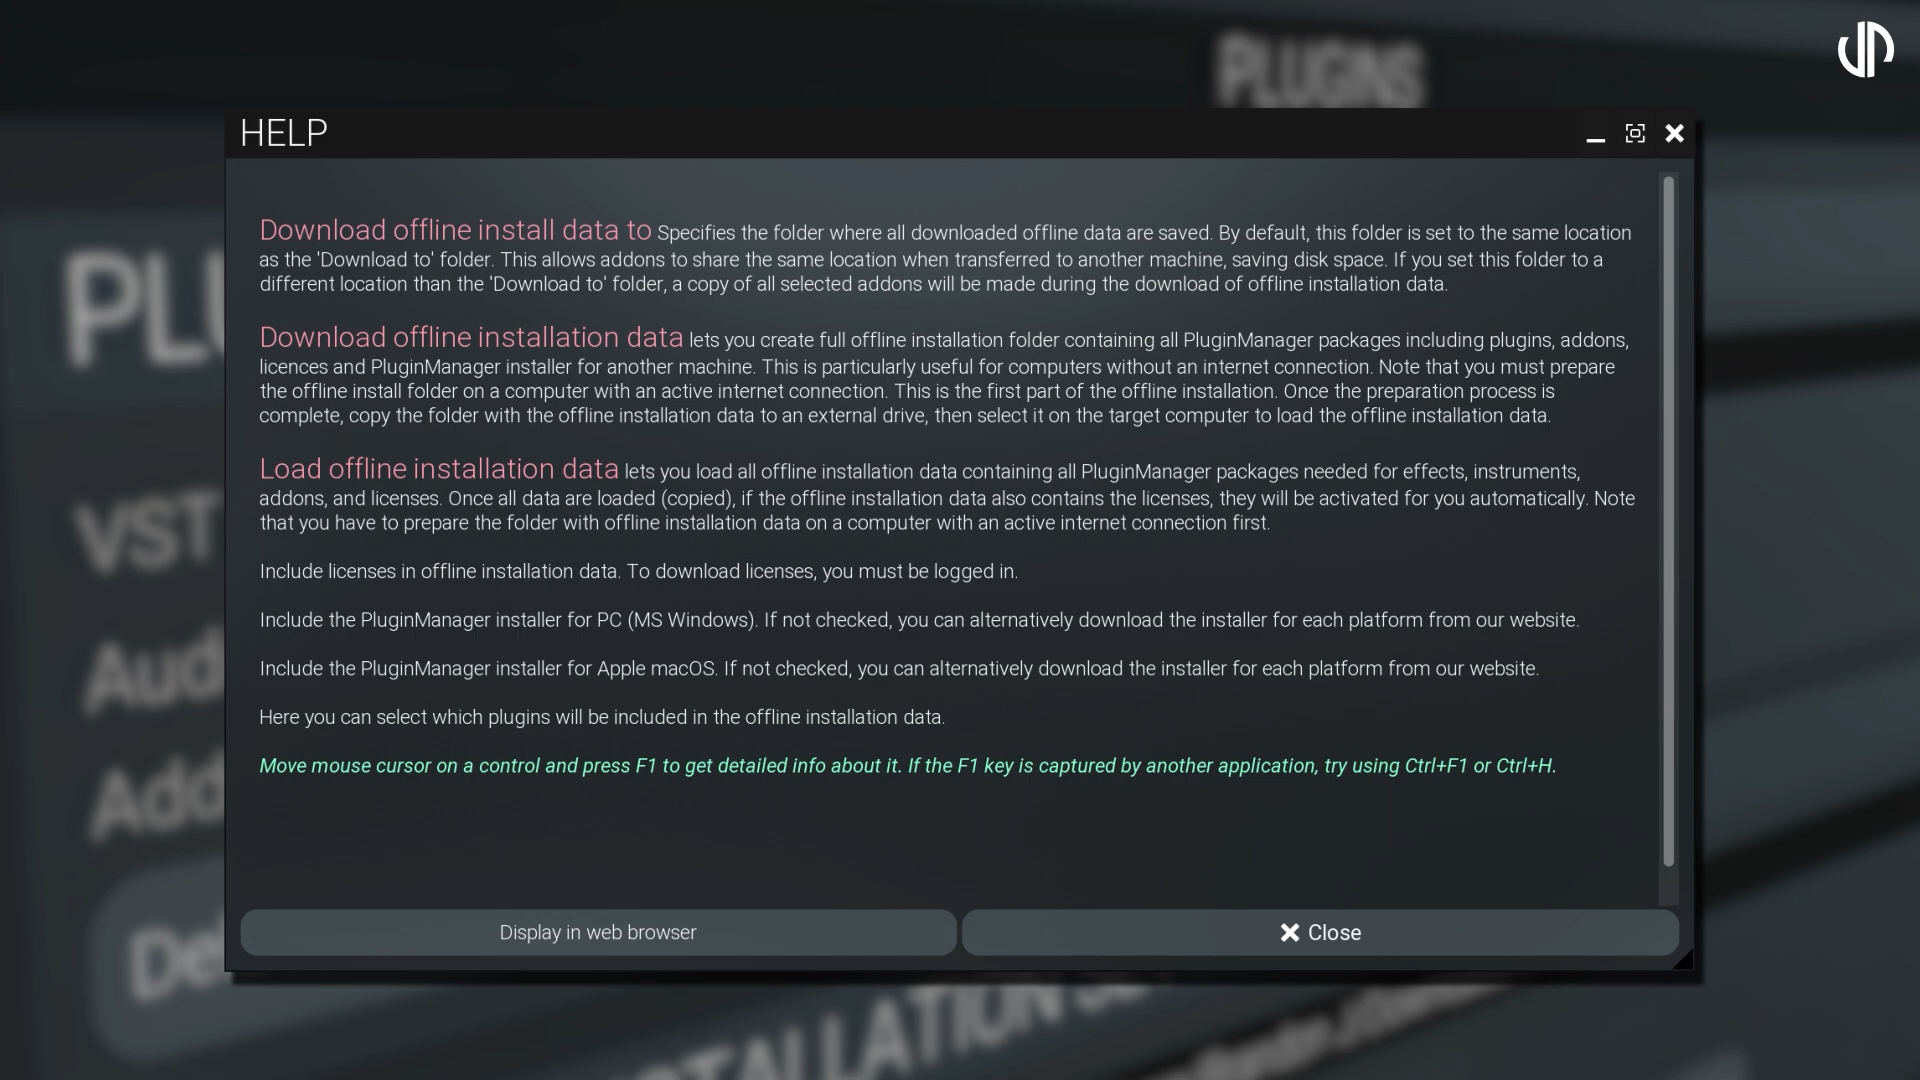 PLUGINS
HELP
Download offline install data to Specifies the folder where all downloaded offline data are saved. By default, this folder is set to the same location
as the 'Download to' folder. This allows addons to share the same location when transferred to another machine, saving disk space. If you set this folder to a
different location than the 'Download to' folder, a copy of all selected addons will be made during the download of offline installation data.
Download offline installation data lets you create full offline installation folder containing all PluginManager packages including plugins, addons,
licences and PluginManager installer for another machine. This is particularly useful for computers without an internet connection. Note that you must prepare
the offline install folder on a computer with an active internet connection. This is the first part of the offline installation. Once the preparation process is
complete, copy the folder with the offline installation data to an external drive, then select it on the target computer to load the offline installation data.
Load offline installation data lets you load all offline installation data containing all PluginManager packages needed for effects, instruments,
addons, and licenses. Once all data are loaded (copied), if the offline installation data also contains the licenses, they will be activated for you automatically. Note
that you have to prepare the folder with offline installation data on a computer with an active internet connection first.
Include licenses in offline installation data. To download licenses, you must be logged in.
Include the PluginManager installer for PC (MS Windows). If not checked, you can alternatively download the installer for each platform from our website.
Include the PluginManager installer for Apple macOS. If not checked, you can alternatively download the installer for each platform from our website.
Here you can select which plugins will be included in the offline installation data.
Move mouse cursor on a control and press F1 to get detailed info about it. If the F1 key is captured by another application, try using Ctrl+F1 or Ctrl+H.
Display in web browser
Close
VST